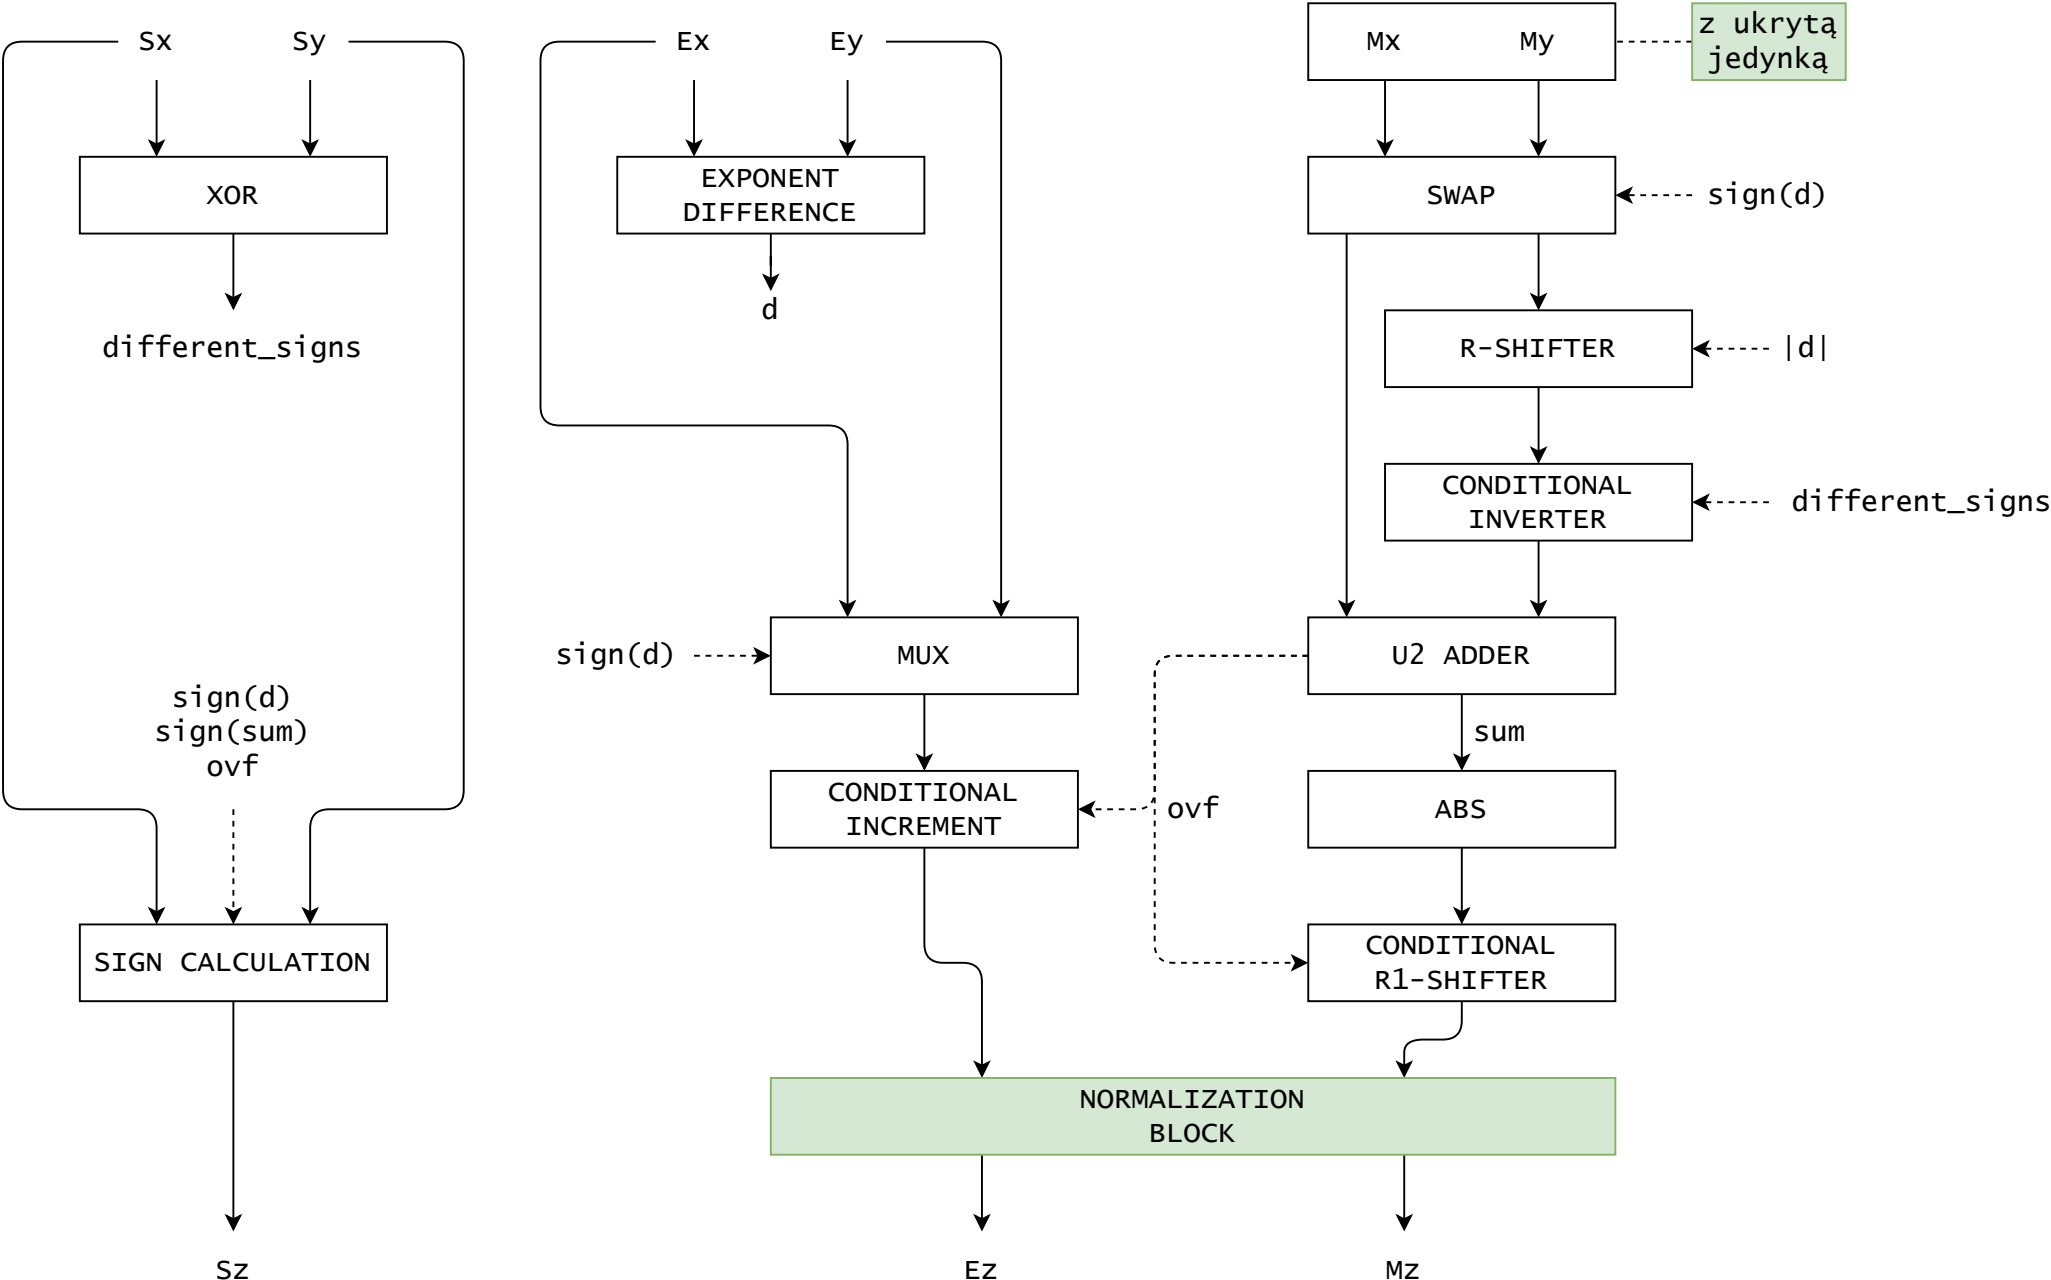 Sx
Sy
Ex
Ey
Mx
My
z ukrytą
jedynką
XOR
EXPONENT
DIFFERENCE
SWAP
sign(d)
d
different_signs
R-SHIFTER
|d|
CONDITIONAL
INVERTER
different_signs
sign(d)
MUX
U2 ADDER
sign(d)
sign(sum)
ovf
sum
CONDITIONAL
INCREMENT
ovf
ABS
SIGN CALCULATION
CONDITIONAL
R1-SHIFTER
NORMALIZATION
BLOCK
Sz
Ez
Mz